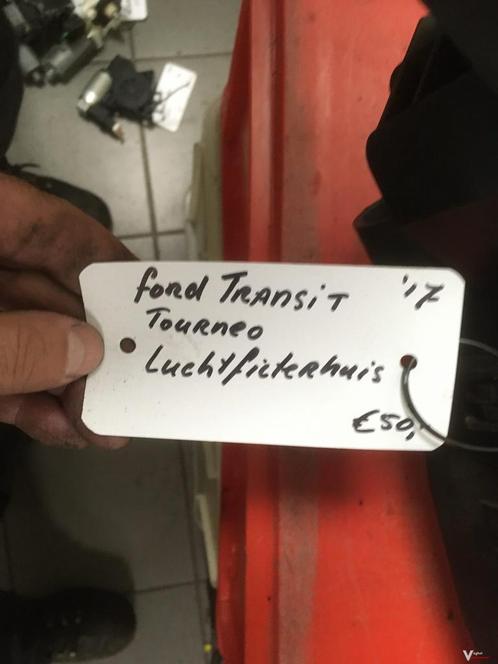 ford Transit '17
Tourneo
Luchtfilterhuis
€50,